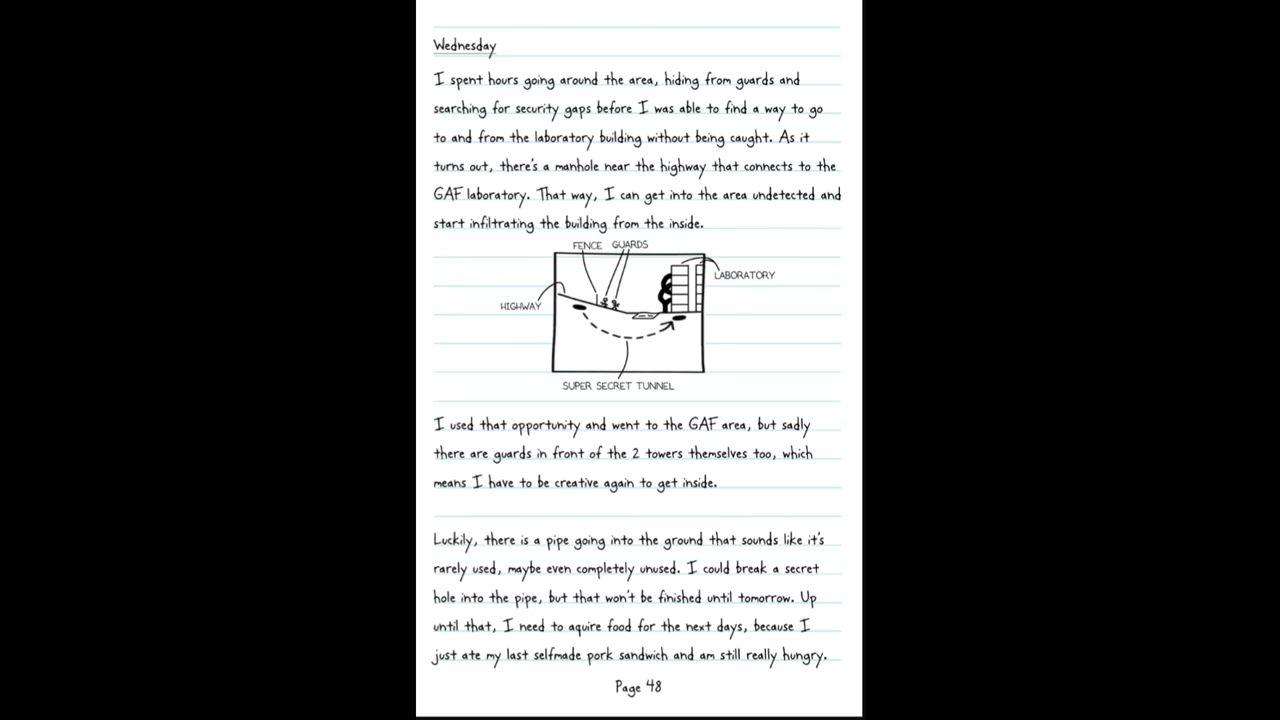 Wednesday
I spent hours going around the area, hiding from guards and
searching for security gaps before I was able to find a way to go
to and from the laboratory building without being caught. As it
turns out, there's a manhole near the highway that connects to the
GAF laboratory. That way, I can get into the area undetected and
start infiltrating the building from the inside.
FENCE GUARDS
LABORATORY
HIGHWAY
SUPER SECRET TUNNEL
I used that opportunity and went to the GAF area, but sadly
there are guards in front of the 2 towers themselves too, which
means I have to be creative again to get inside.
Luckily, there is a pipe going into the ground that sounds like it's
rarely used, maybe even completely unused. I could break a secret
hole into the pipe, but that won't be finished until tomorrow. Up
until that, I need to aquire food for the next days, because I
just ate my last selfmade pork sandwich and am still really hungry.
Page 48